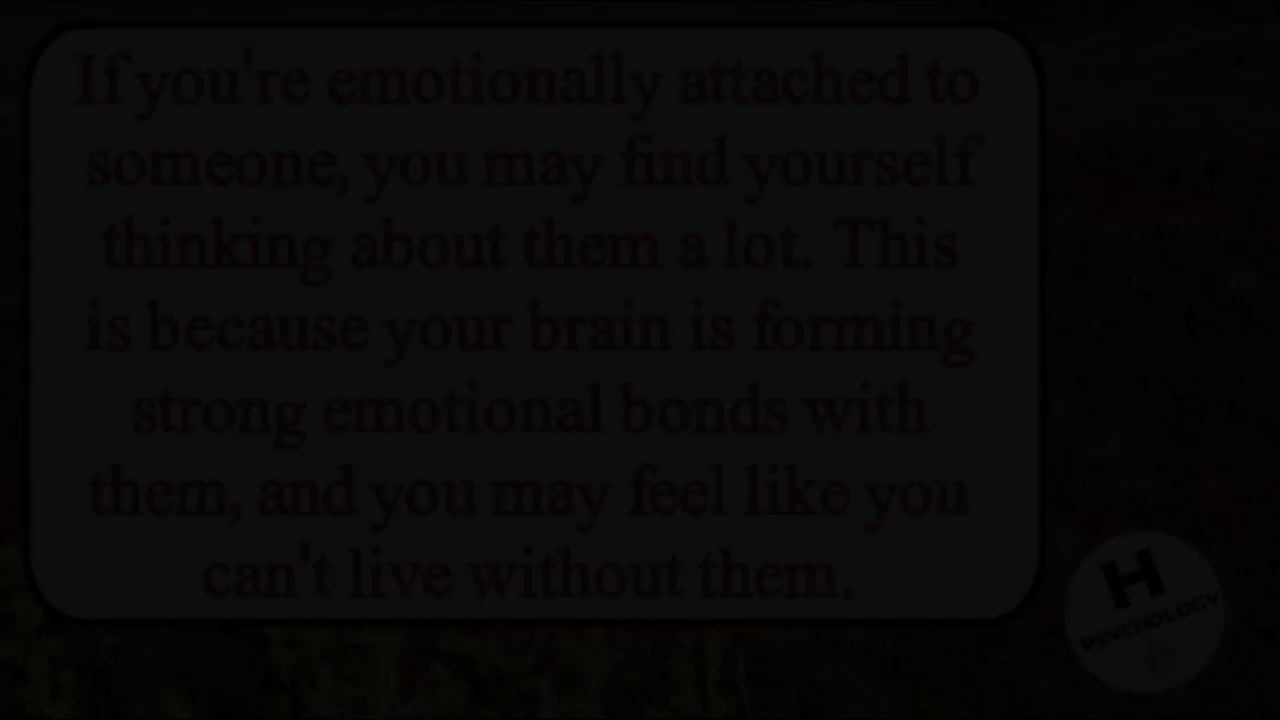 If you're emotionally attached to
someone, you may find yourself
thinking about them a lot. This
is because your brain is forming
strong emotional bonds with
them, and you may feel like you
can't live without them.
H
PSYCHOLOGY